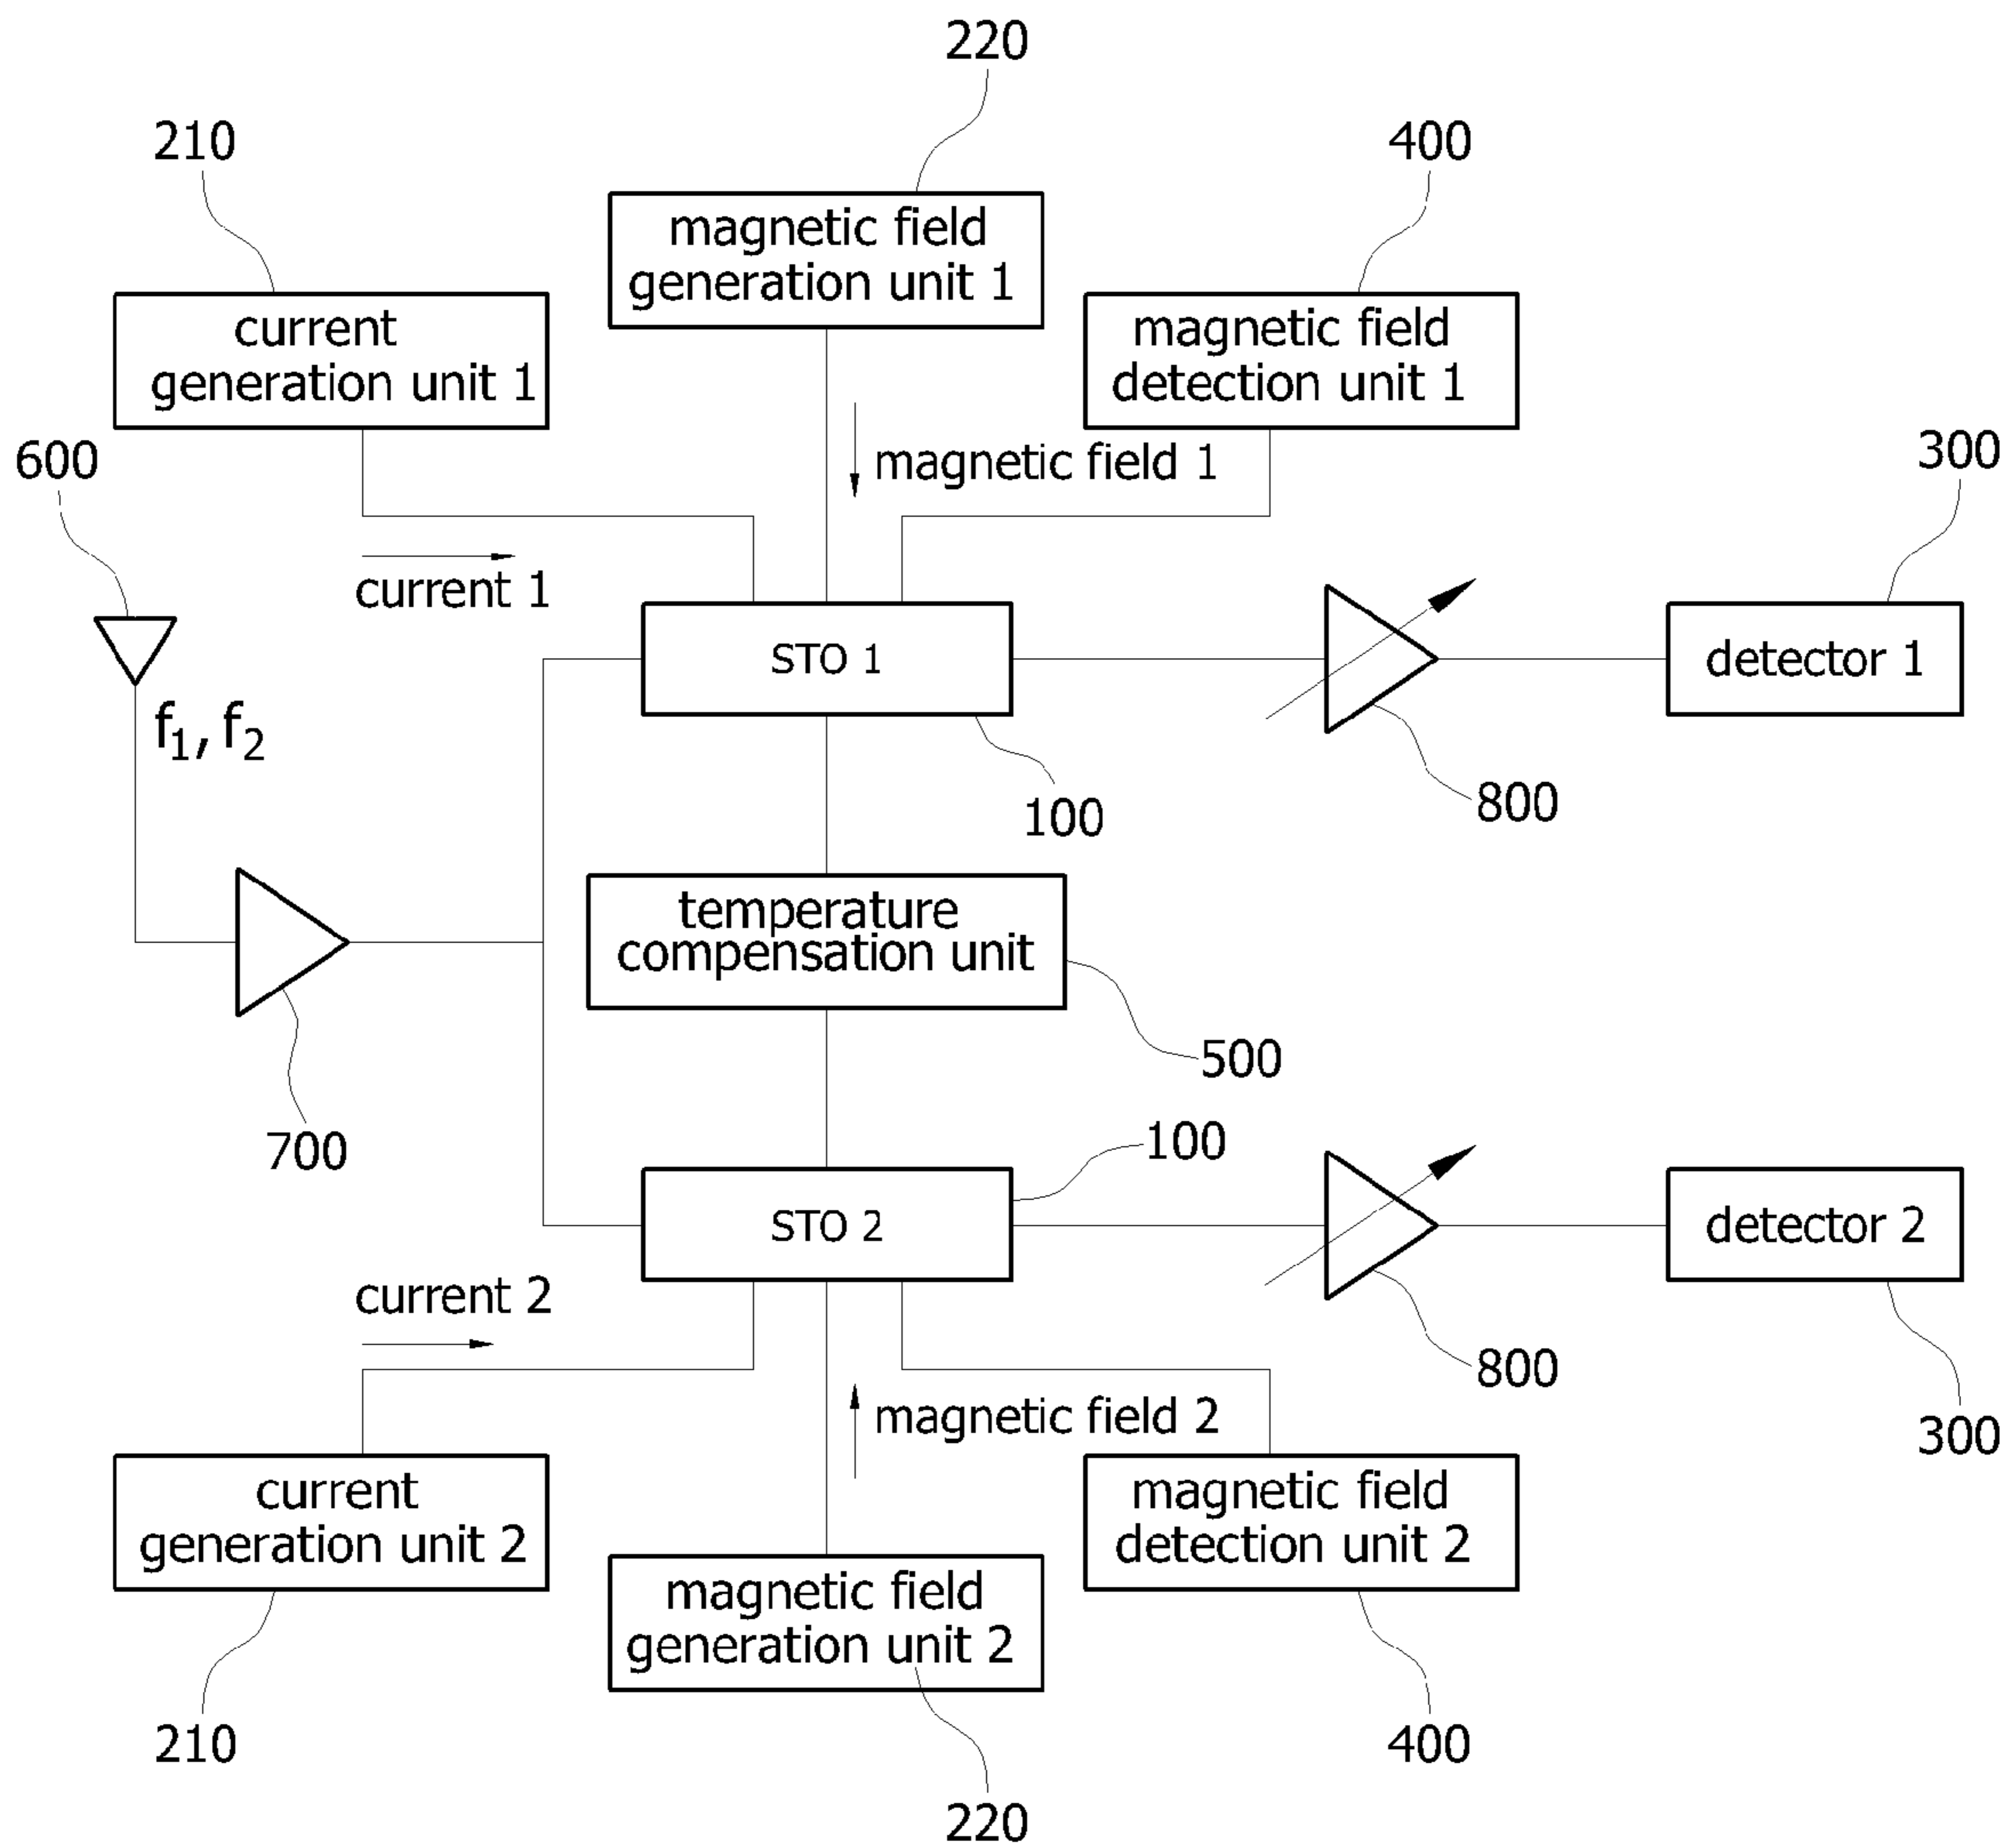 220
210
400
magnetic field
generation unit 1
current
generation unit 1
magnetic field
detection unit 1
600
magnetic field 1
300
current 1
STO 1
detector 1
f1, f2
100
800
temperature
compensation unit
500
700
100
STO 2
detector 2
current 2
800
magnetic field 2
300
current
generation unit 2
magnetic field
detection unit 2
magnetic field
generation unit 2
210
400
220